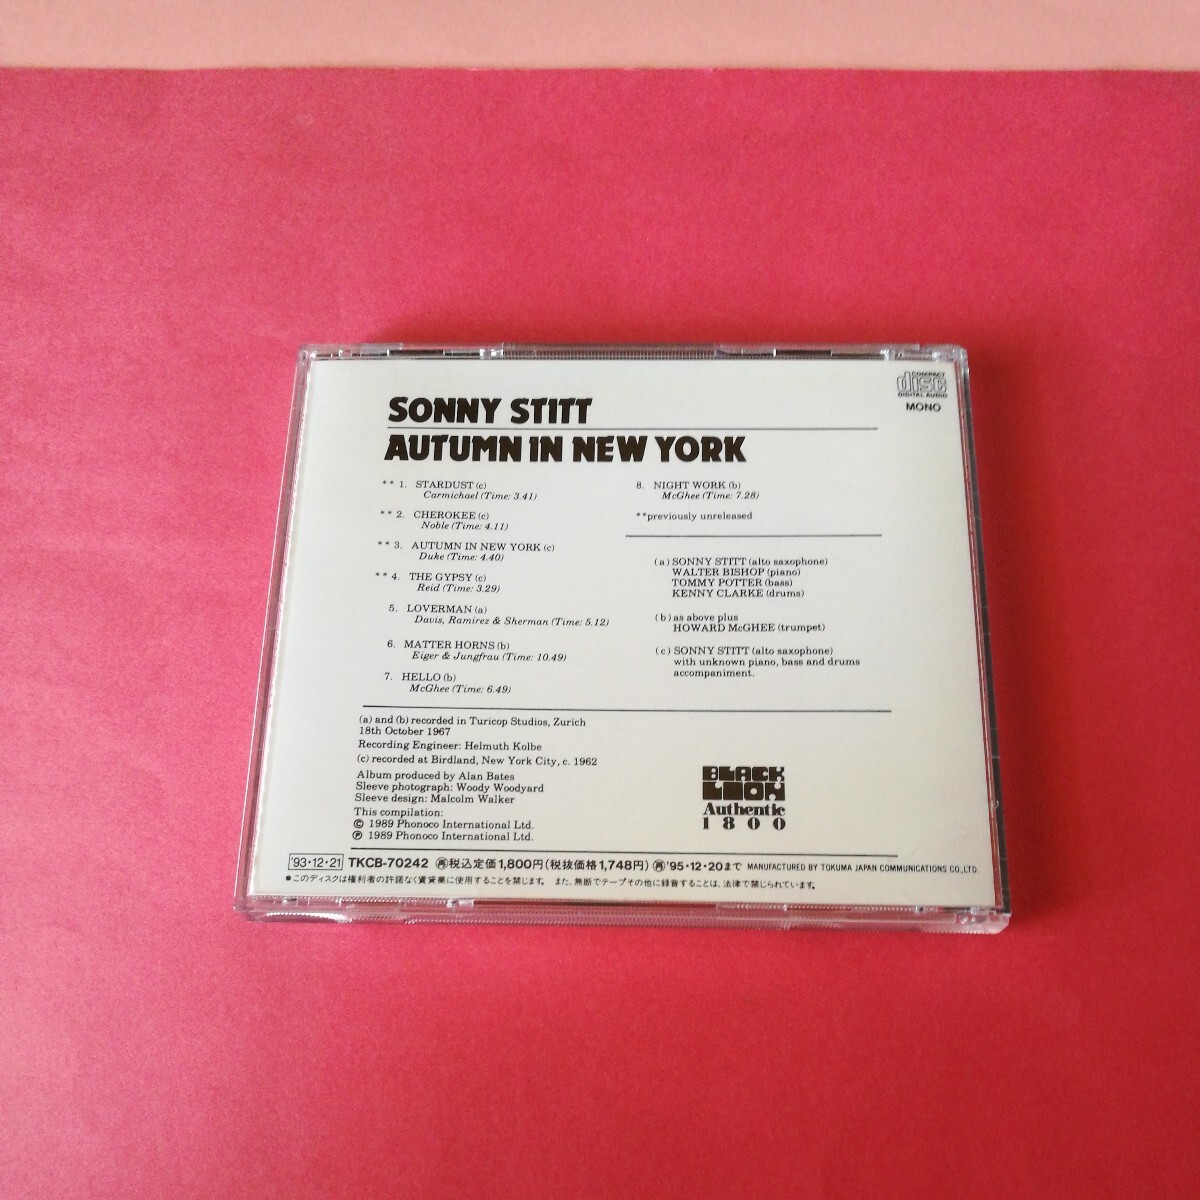 COMPACT
disc
DIGITAL AUDIO
MONO
SONNY STITT
AUTUMN IN NEW YORK
** 1. STARDUST (c)
Carmichael (Time: 3.41)
** 2. CHEROKEE (c)
Noble (Time: 4.11)
** 3. AUTUMN IN NEW YORK (c)
Duke (Time: 4.40)
** 4. THE GYPSY (c)
Reid (Time: 3.29)
5. LOVERMAN (a)
Davis, Ramirez & Sherman (Time: 5.12)
6. MATTER HORNS (b)
Eiger & Jungfrau (Time: 10.49)
7. HELLO (b)
McGhee (Time: 6.49)
8. NIGHT WORK (b)
McGhee (Time: 7.28)
**previously unreleased
(a) SONNY STITT (alto saxophone)
WALTER BISHOP (piano)
TOMMY POTTER (bass)
KENNY CLARKE (drums)
(b) as above plus
HOWARD McGHEE (trumpet)
(c) SONNY STITT (alto saxophone)
with unknown piano, bass and drums
accompaniment.
(a) and (b) recorded in Turicop Studios, Zurich
18th October 1967
Recording Engineer: Helmuth Kolbe
(c) recorded at Birdland, New York City, c. 1962
Album produced by Alan Bates
Sleeve photograph: Woody Woodyard
Sleeve design: Malcolm Walker
This compilation:
© 1989 Phonoco International Ltd.
℗ 1989 Phonoco International Ltd.
BLACK
LION
Authentic
1800
'93・12・21 TKCB-70242 ㊢税込定価1,800円(税抜価格1,748円) ㊢'95・12・20まで MANUFACTURED BY TOKUMA JAPAN COMMUNICATIONS CO.,LTD.
●このディスクは権利者の許諾なく賃貸業に使用することを禁じます。 また、無断でテープその他に録音することは、法律で禁じられています。